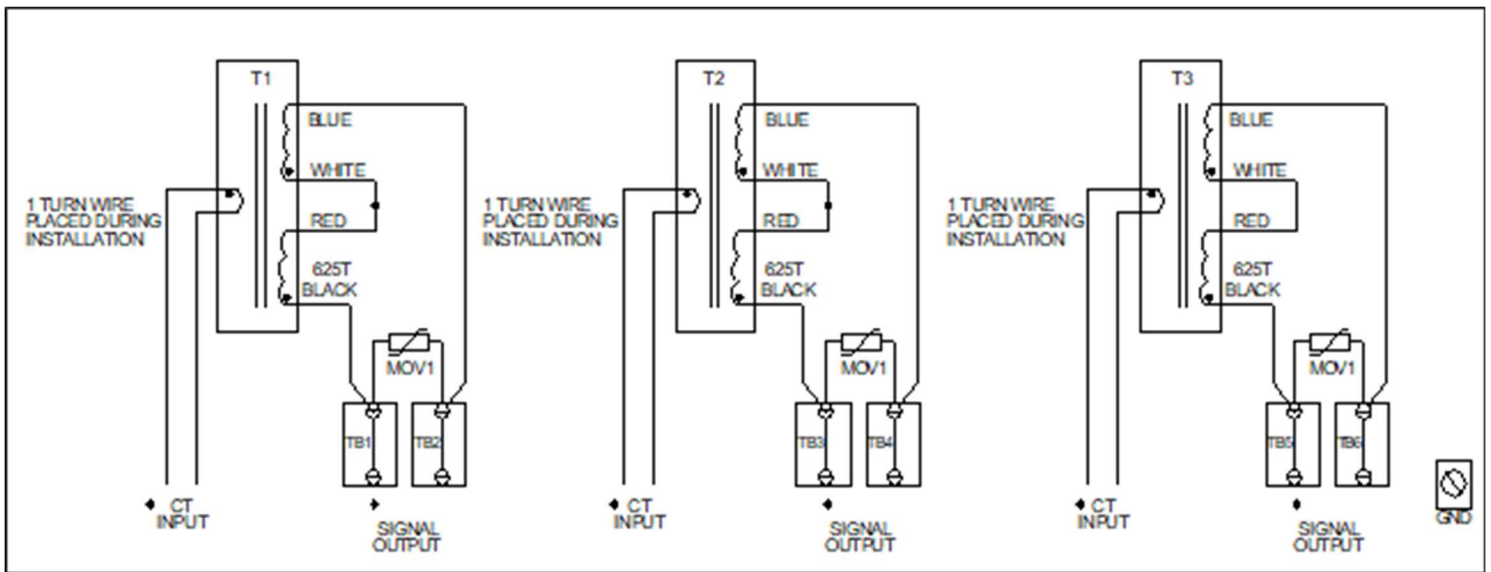 T1
BLUE
WHITE
RED
625T
BLACK
1 TURN WIRE
PLACED DURING
INSTALLATION
MOV1
TB1
TB2
CT
INPUT
SIGNAL
OUTPUT
T2
BLUE
WHITE
RED
625T
BLACK
1 TURN WIRE
PLACED DURING
INSTALLATION
MOV1
TB3
TB4
CT
INPUT
SIGNAL
OUTPUT
T3
BLUE
WHITE
RED
625T
BLACK
1 TURN WIRE
PLACED DURING
INSTALLATION
MOV1
TB5
TB6
CT
INPUT
SIGNAL
OUTPUT
GND